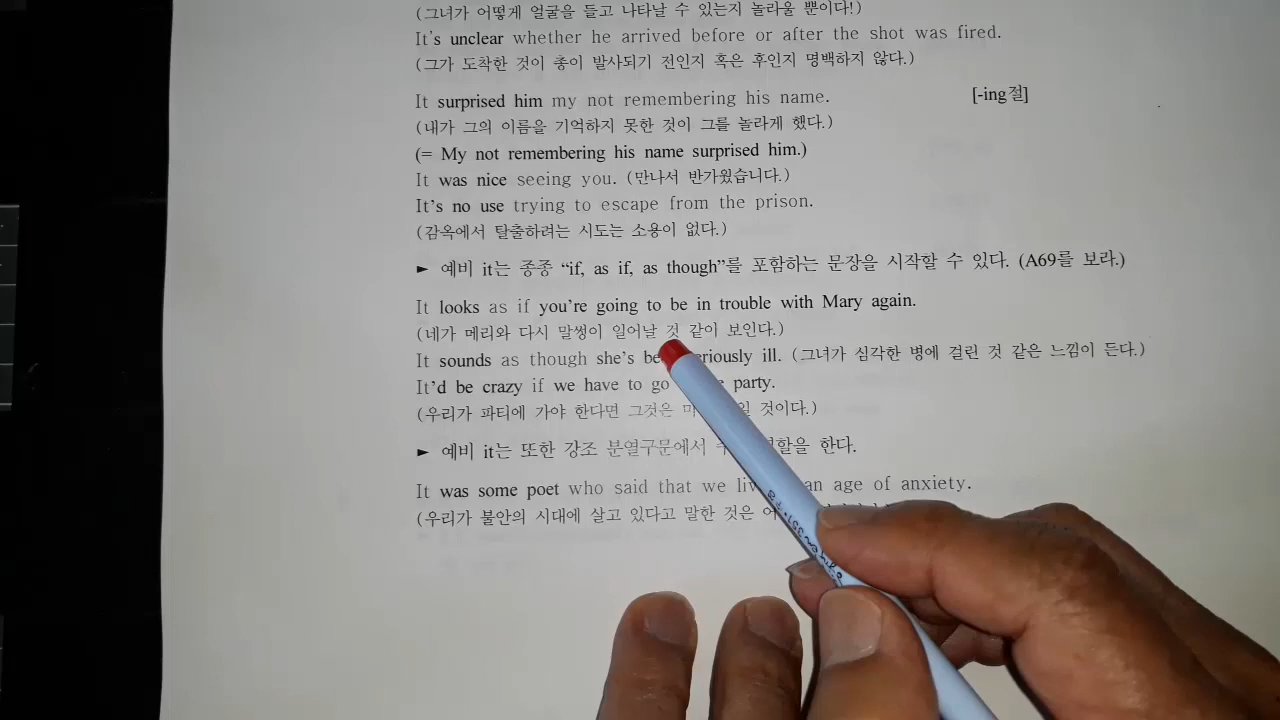 (그녀가 어떻게 얼굴을 들고 나타날 수 있는지 놀라울 뿐이다!)
It's unclear whether he arrived before or after the shot was fired.
(그가 도착한 것이 총이 발사되기 전인지 혹은 후인지 명백하지 않다.)
It surprised him my not remembering his name. [-ing절]
(내가 그의 이름을 기억하지 못한 것이 그를 놀라게 했다.)
(= My not remembering his name surprised him.)
It was nice seeing you. (만나서 반가웠습니다.)
It's no use trying to escape from the prison.
(감옥에서 탈출하려는 시도는 소용이 없다.)
► 예비 it는 종종 “if, as if, as though”를 포함하는 문장을 시작할 수 있다. (A69를 보라.)
It looks as if you're going to be in trouble with Mary again.
(네가 메리와 다시 말썽이 일어날 것 같이 보인다.)
It sounds as though she's ill. (그녀가 심각한 병에 걸린 것 같은 느낌이 든다.)
It'd be crazy if we have to go party.
(우리가 파티에 가야 한다면 그것은 것이다.)
► 예비 it는 또한 강조 분열구문에서 한다.
It was some poet who said that we an age of anxiety.
(우리가 불안의 시대에 살고 있다고 말한 것은